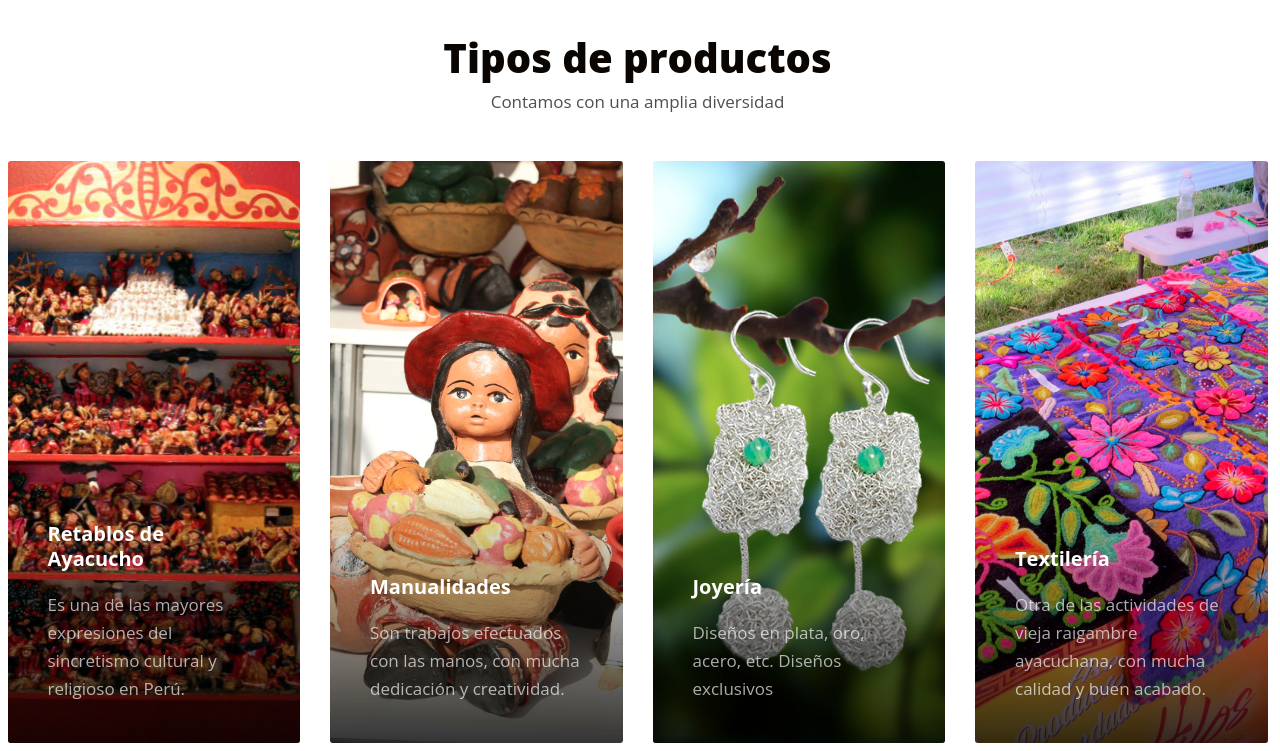 Tipos de productos
Contamos con una amplia diversidad
Retablos de
Ayacucho
Es una de las mayores
expresiones del
sincretismo cultural y
religioso en Perú.
Manualidades
Son trabajos efectuados
con las manos, con mucha
dedicación y creatividad.
Joyería
Diseños en plata, oro,
acero, etc. Diseños
exclusivos
Textilería
Otra de las actividades de
vieja raigambre
ayacuchana, con mucha
calidad y buen acabado.